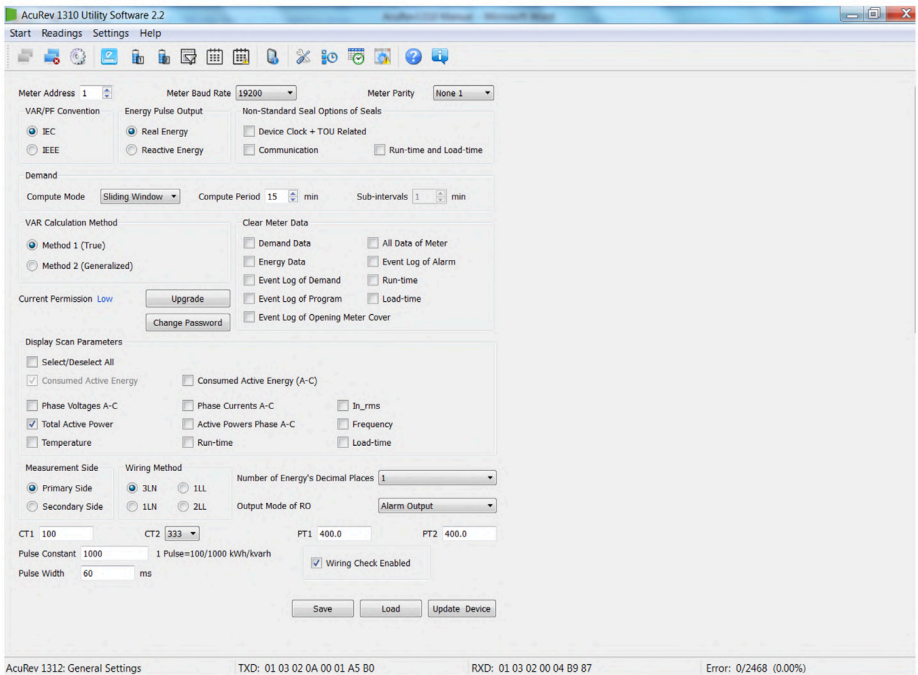 AcuRev 1310 Utility Software 2.2
Start Readings Settings Help
Meter Address 1 Meter Baud Rate 19200 Meter Parity None 1
VAR/PF Convention Energy Pulse Output Non-Standard Seal Options of Seals
IEC Real Energy Device Clock + TOU Related
IEEE Reactive Energy Communication Run-time and Load-time
Demand
Compute Mode Sliding Window Compute Period 15 min Sub-intervals 1 min
VAR Calculation Method Clear Meter Data
Method 1 (True) Demand Data All Data of Meter
Method 2 (Generalized) Energy Data Event Log of Alarm
Event Log of Demand Run-time
Current Permission Low Upgrade Event Log of Program Load-time
Change Password Event Log of Opening Meter Cover
Display Scan Parameters
Select/Deselect All
Consumed Active Energy Consumed Active Energy (A-C)
Phase Voltages A-C Phase Currents A-C In_rms
Total Active Power Active Powers Phase A-C Frequency
Temperature Run-time Load-time
Measurement Side Wiring Method Number of Energy's Decimal Places 1
Primary Side 3LN 1LL
Secondary Side 1LN 2LL Output Mode of RO Alarm Output
CT1 100 CT2 333 PT1 400.0 PT2 400.0
Pulse Constant 1000 1 Pulse=100/1000 kWh/kvarh Wiring Check Enabled
Pulse Width 60 ms
Save Load Update Device
AcuRev 1312: General Settings TXD: 01 03 02 0A 00 01 A5 B0 RXD: 01 03 02 00 04 B9 87 Error: 0/2468 (0.00%)